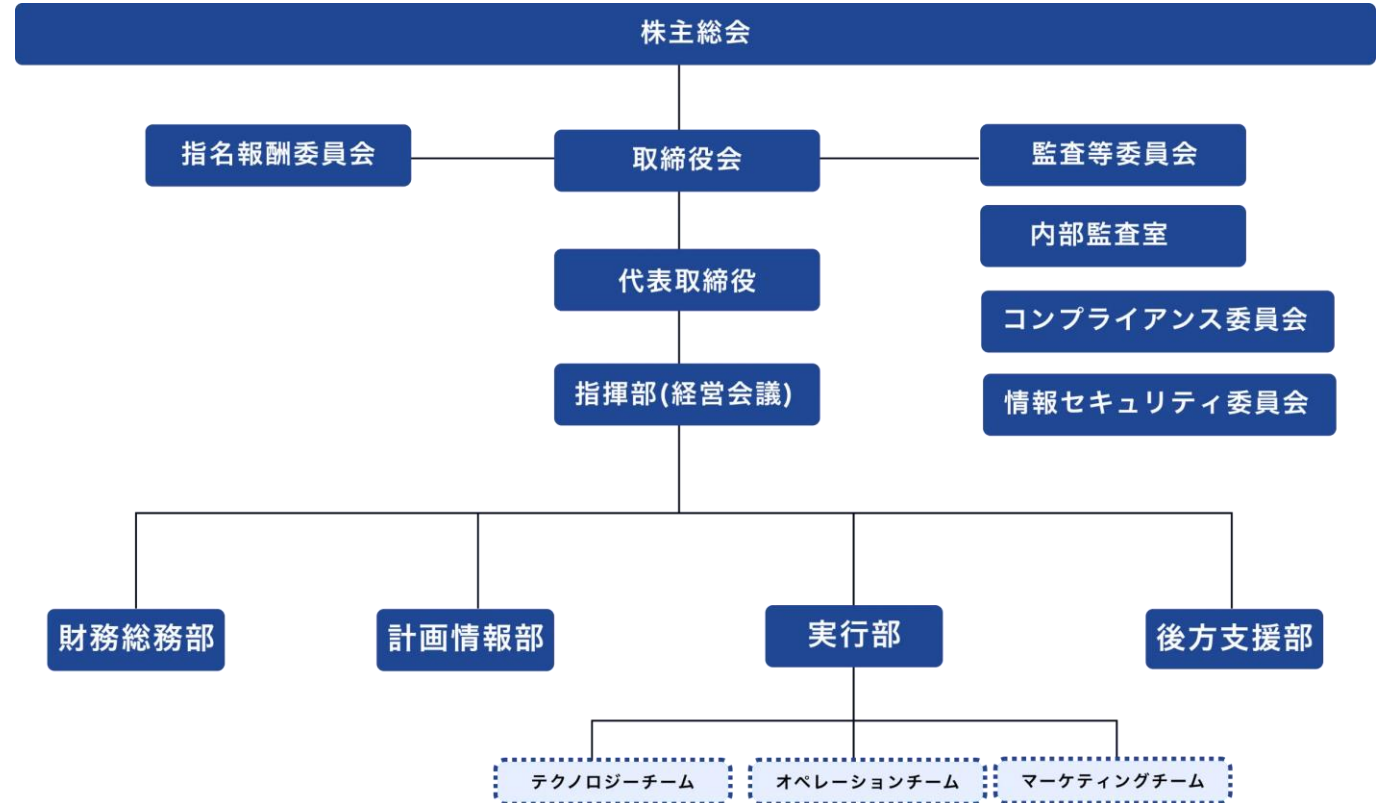 株主総会
指名報酬委員会
取締役会
監査等委員会
内部監査室
代表取締役
コンプライアンス委員会
指揮部(経営会議)
情報セキュリティ委員会
財務総務部
計画情報部
実行部
後方支援部
テクノロジーチーム
オペレーションチーム
マーケティングチーム